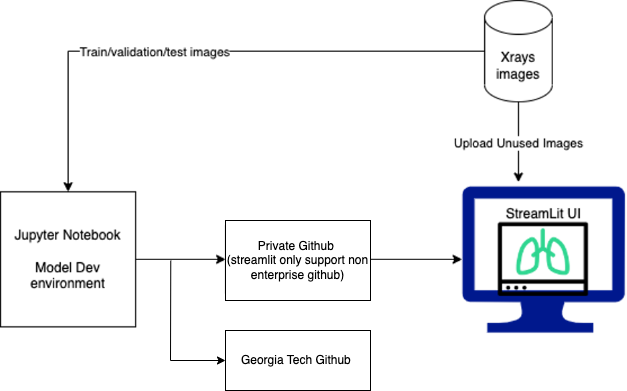 Train/validation/test images
Xrays
images
Upload Unused Images
StreamLit UI
Jupyter Notebook
Model Dev
environment
Private Github
(streamlit only support non
enterprise github)
Georgia Tech Github